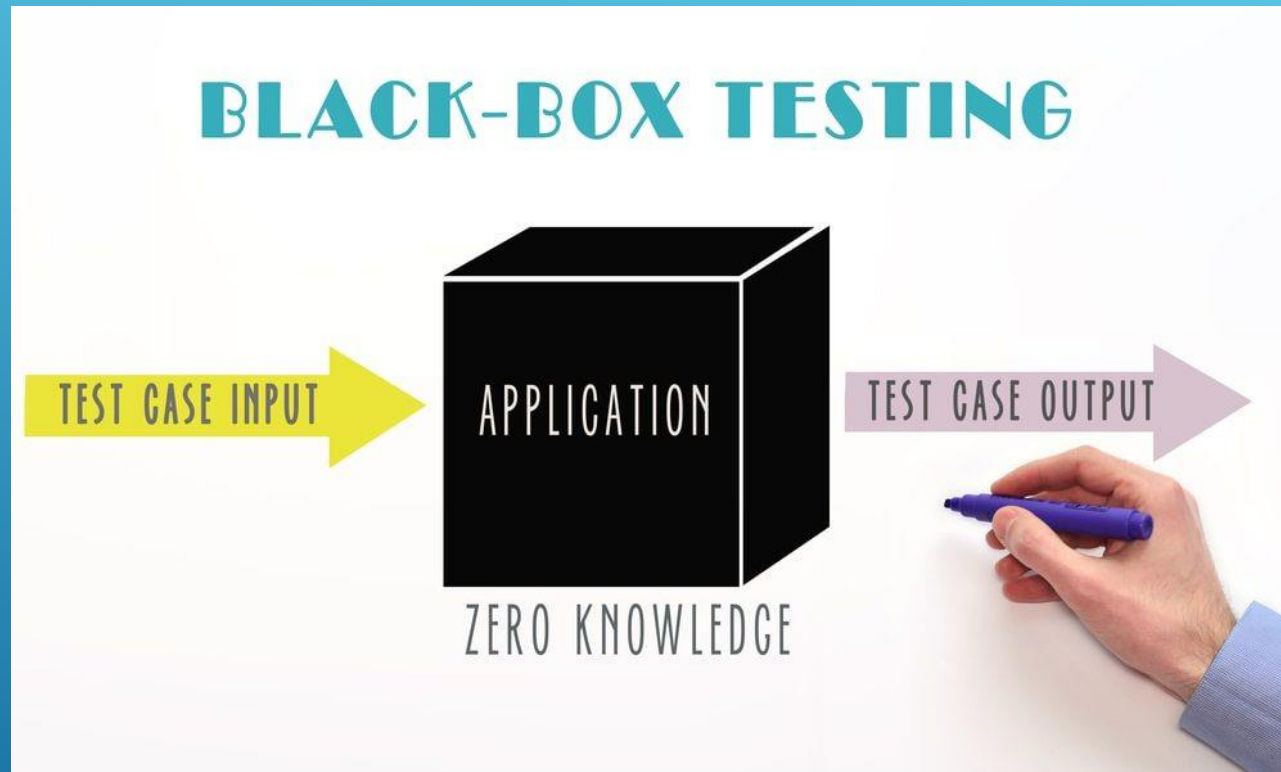 BLACK-BOX TESTING
TEST CASE INPUT
APPLICATION
TEST CASE OUTPUT
ZERO KNOWLEDGE